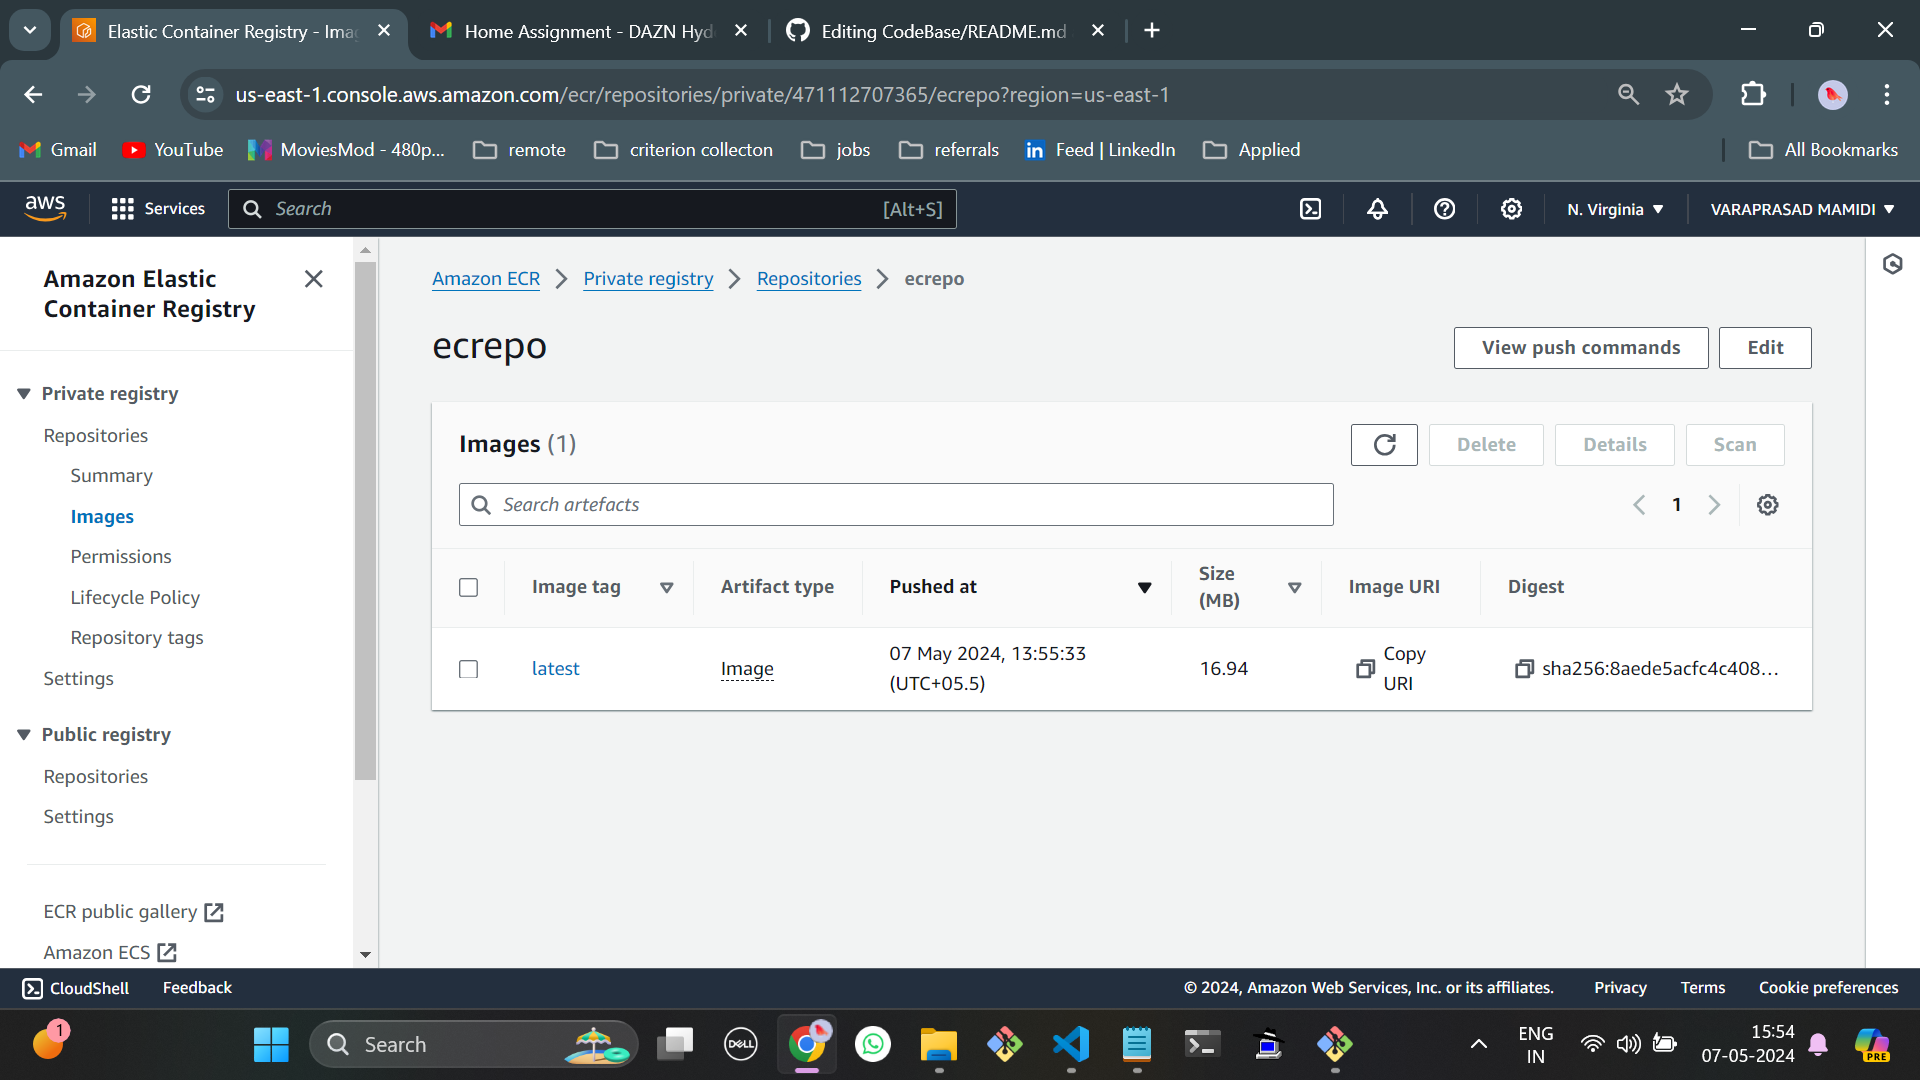 Elastic Container Registry - Ima
Home Assignment - DAZN Hyd
Editing CodeBase/README.md
us-east-1.console.aws.amazon.com/ecr/repositories/private/471112707365/ecrepo?region=us-east-1
Gmail
YouTube
MoviesMod - 480p...
remote
criterion collecton
jobs
referrals
Feed | LinkedIn
Applied
All Bookmarks
aws
Services
Search
[Alt+S]
N. Virginia
VARAPRASAD MAMIDI
Amazon Elastic
Container Registry
Private registry
Repositories
Summary
Images
Permissions
Lifecycle Policy
Repository tags
Settings
Public registry
Repositories
Settings
ECR public gallery
Amazon ECS
Amazon ECR
Private registry
Repositories
ecrepo
ecrepo
View push commands
Edit
Images (1)
Delete
Details
Scan
Search artefacts
1
Image tag
Artifact type
Pushed at
Size
(MB)
Image URI
Digest
latest
Image
07 May 2024, 13:55:33
(UTC+05.5)
16.94
Copy
URI
sha256:8aede5acfc4c408...
CloudShell
Feedback
© 2024, Amazon Web Services, Inc. or its affiliates.
Privacy
Terms
Cookie preferences
1
Search
DELL
ENG
IN
15:54
07-05-2024
PRE